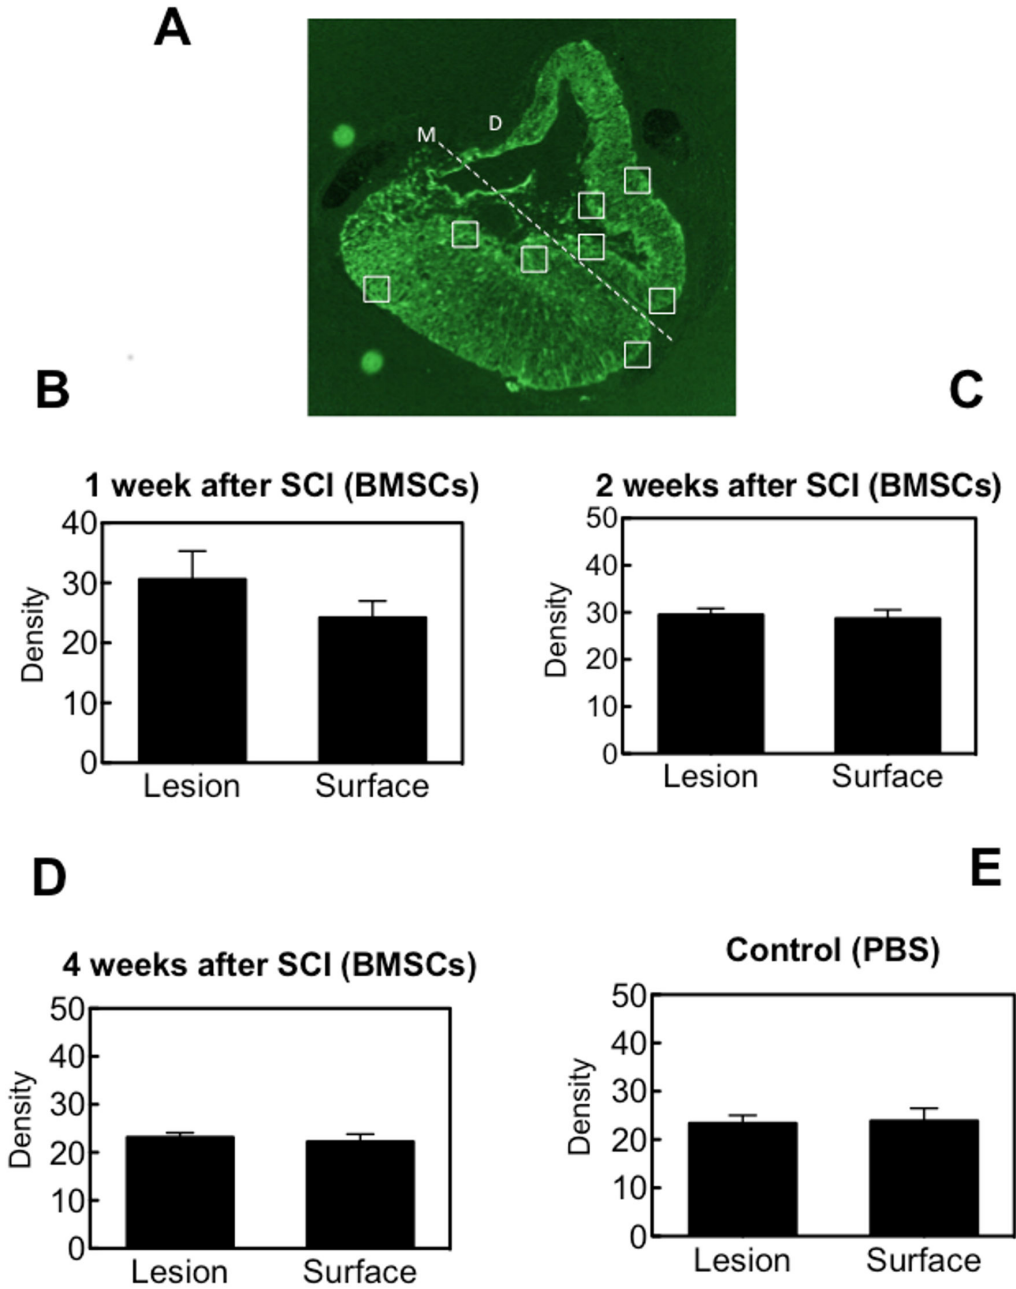 A
M
D
B
C
1 week after SCI (BMSCs)
40
30
20
10
0
Density
Lesion
Surface
2 weeks after SCI (BMSCs)
50
40
30
20
10
0
Density
Lesion
Surface
D
E
4 weeks after SCI (BMSCs)
50
40
30
20
10
0
Density
Lesion
Surface
Control (PBS)
50
40
30
20
10
0
Density
Lesion
Surface